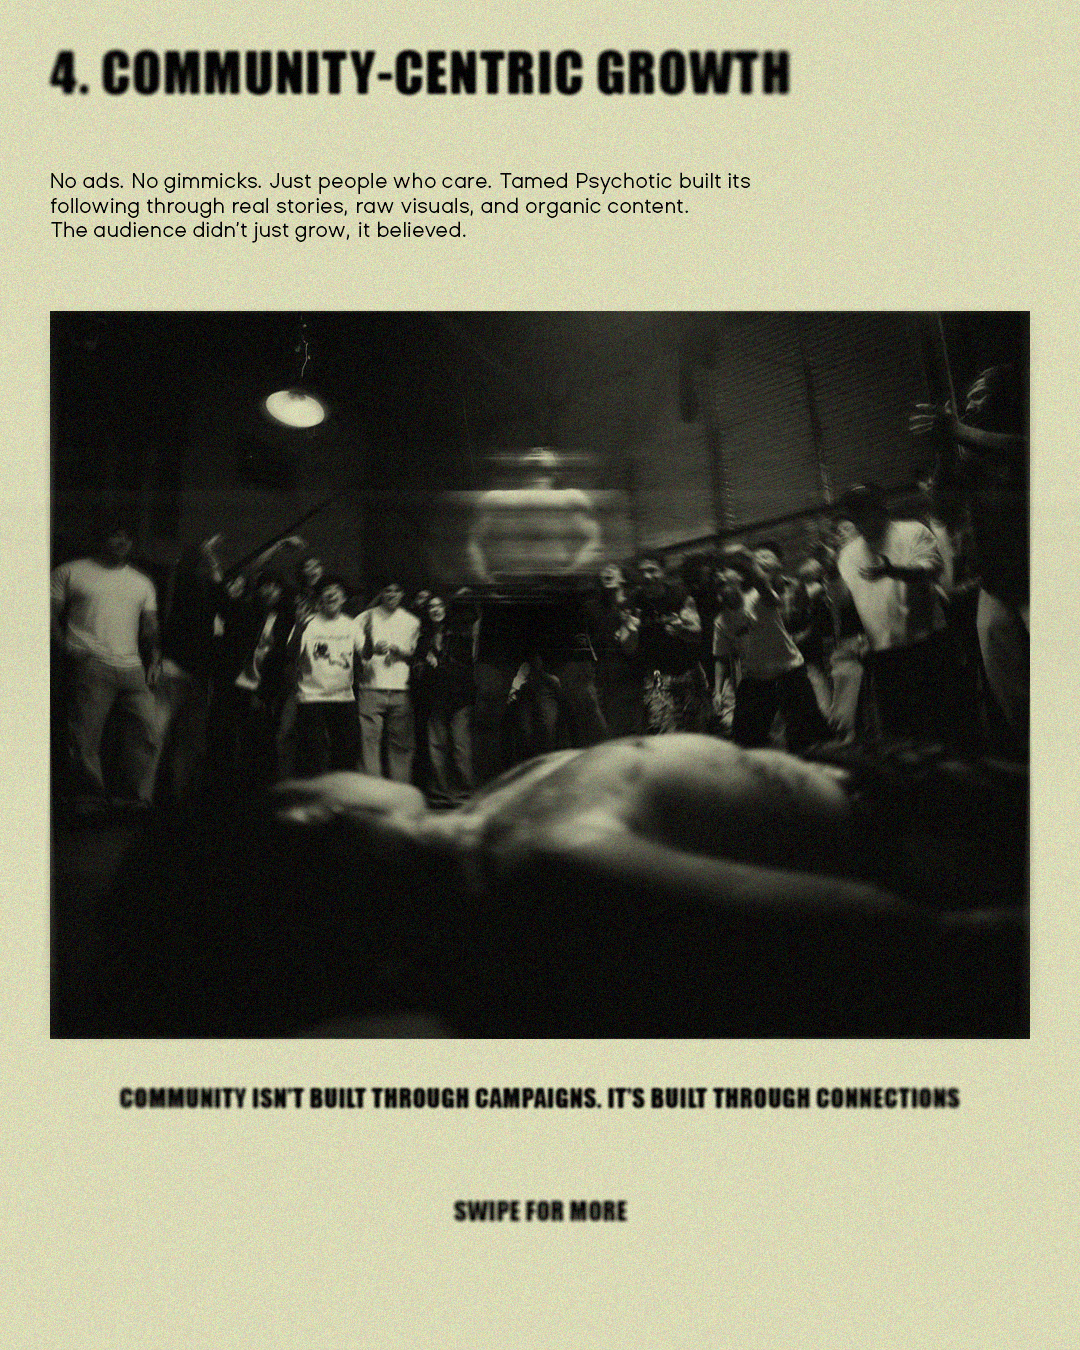 4. COMMUNITY-CENTRIC GROWTH
No ads. No gimmicks. Just people who care. Tamed Psychotic built its
following through real stories, raw visuals, and organic content.
The audience didn’t just grow, it believed.
COMMUNITY ISN'T BUILT THROUGH CAMPAIGNS. IT'S BUILT THROUGH CONNECTIONS
SWIPE FOR MORE